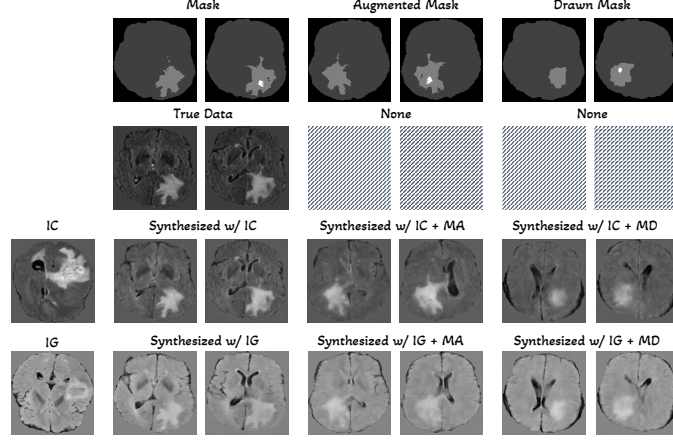 Mask Augmented Mask Drawn Mask
True Data None None
IC Synthesized w/ IC Synthesized w/ IC + MA Synthesized w/ IC + MD
IG Synthesized w/ IG Synthesized w/ IG + MA Synthesized w/ IG + MD